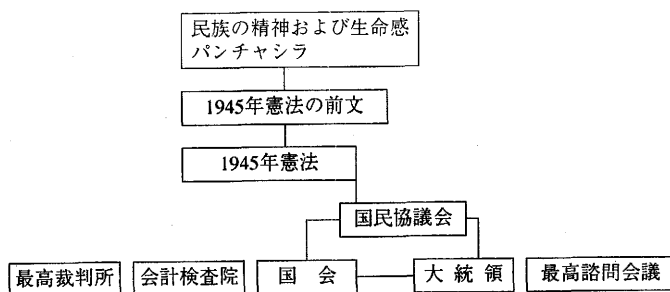 民族の精神および生命感
パンチャシラ
1945年憲法の前文
1945年憲法
国民協議会
最高裁判所
会計検査院
国会
大統領
最高諮問会議